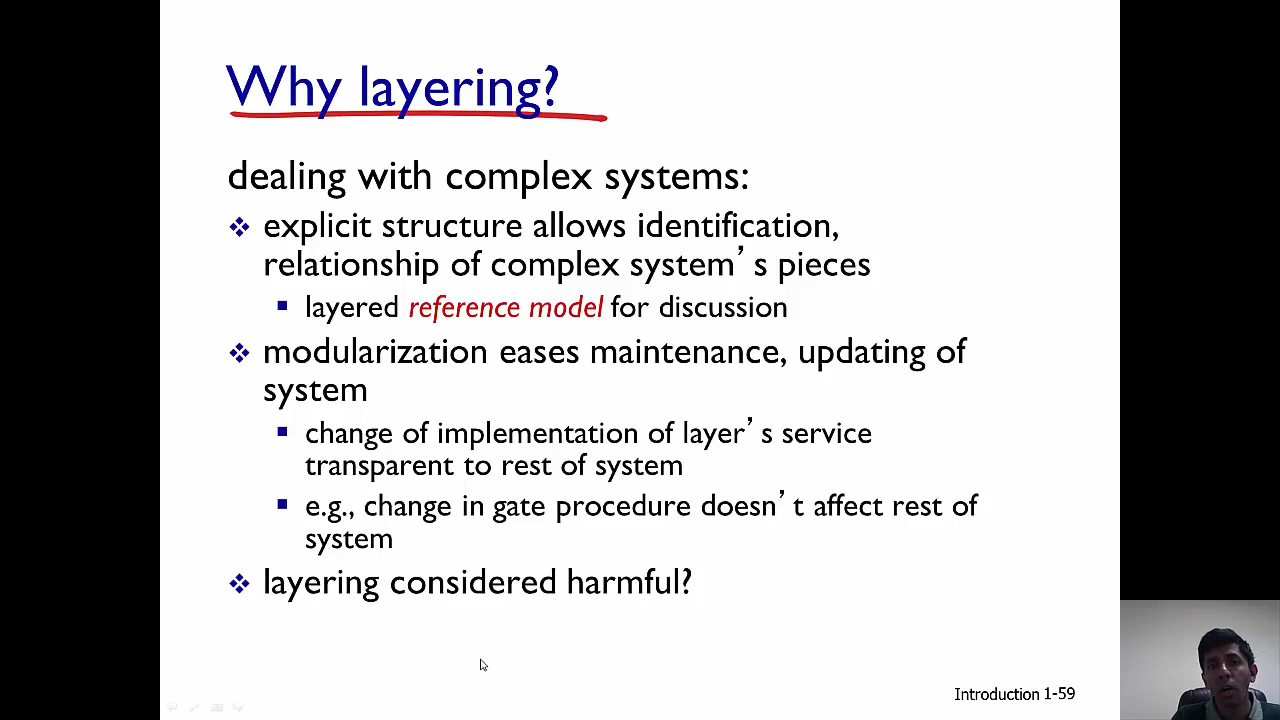 Why layering?
dealing with complex systems:
explicit structure allows identification,
relationship of complex system's pieces
layered reference model for discussion
modularization eases maintenance, updating of
system
change of implementation of layer's service
transparent to rest of system
e.g., change in gate procedure doesn't affect rest of
system
layering considered harmful?
Introduction 1-59